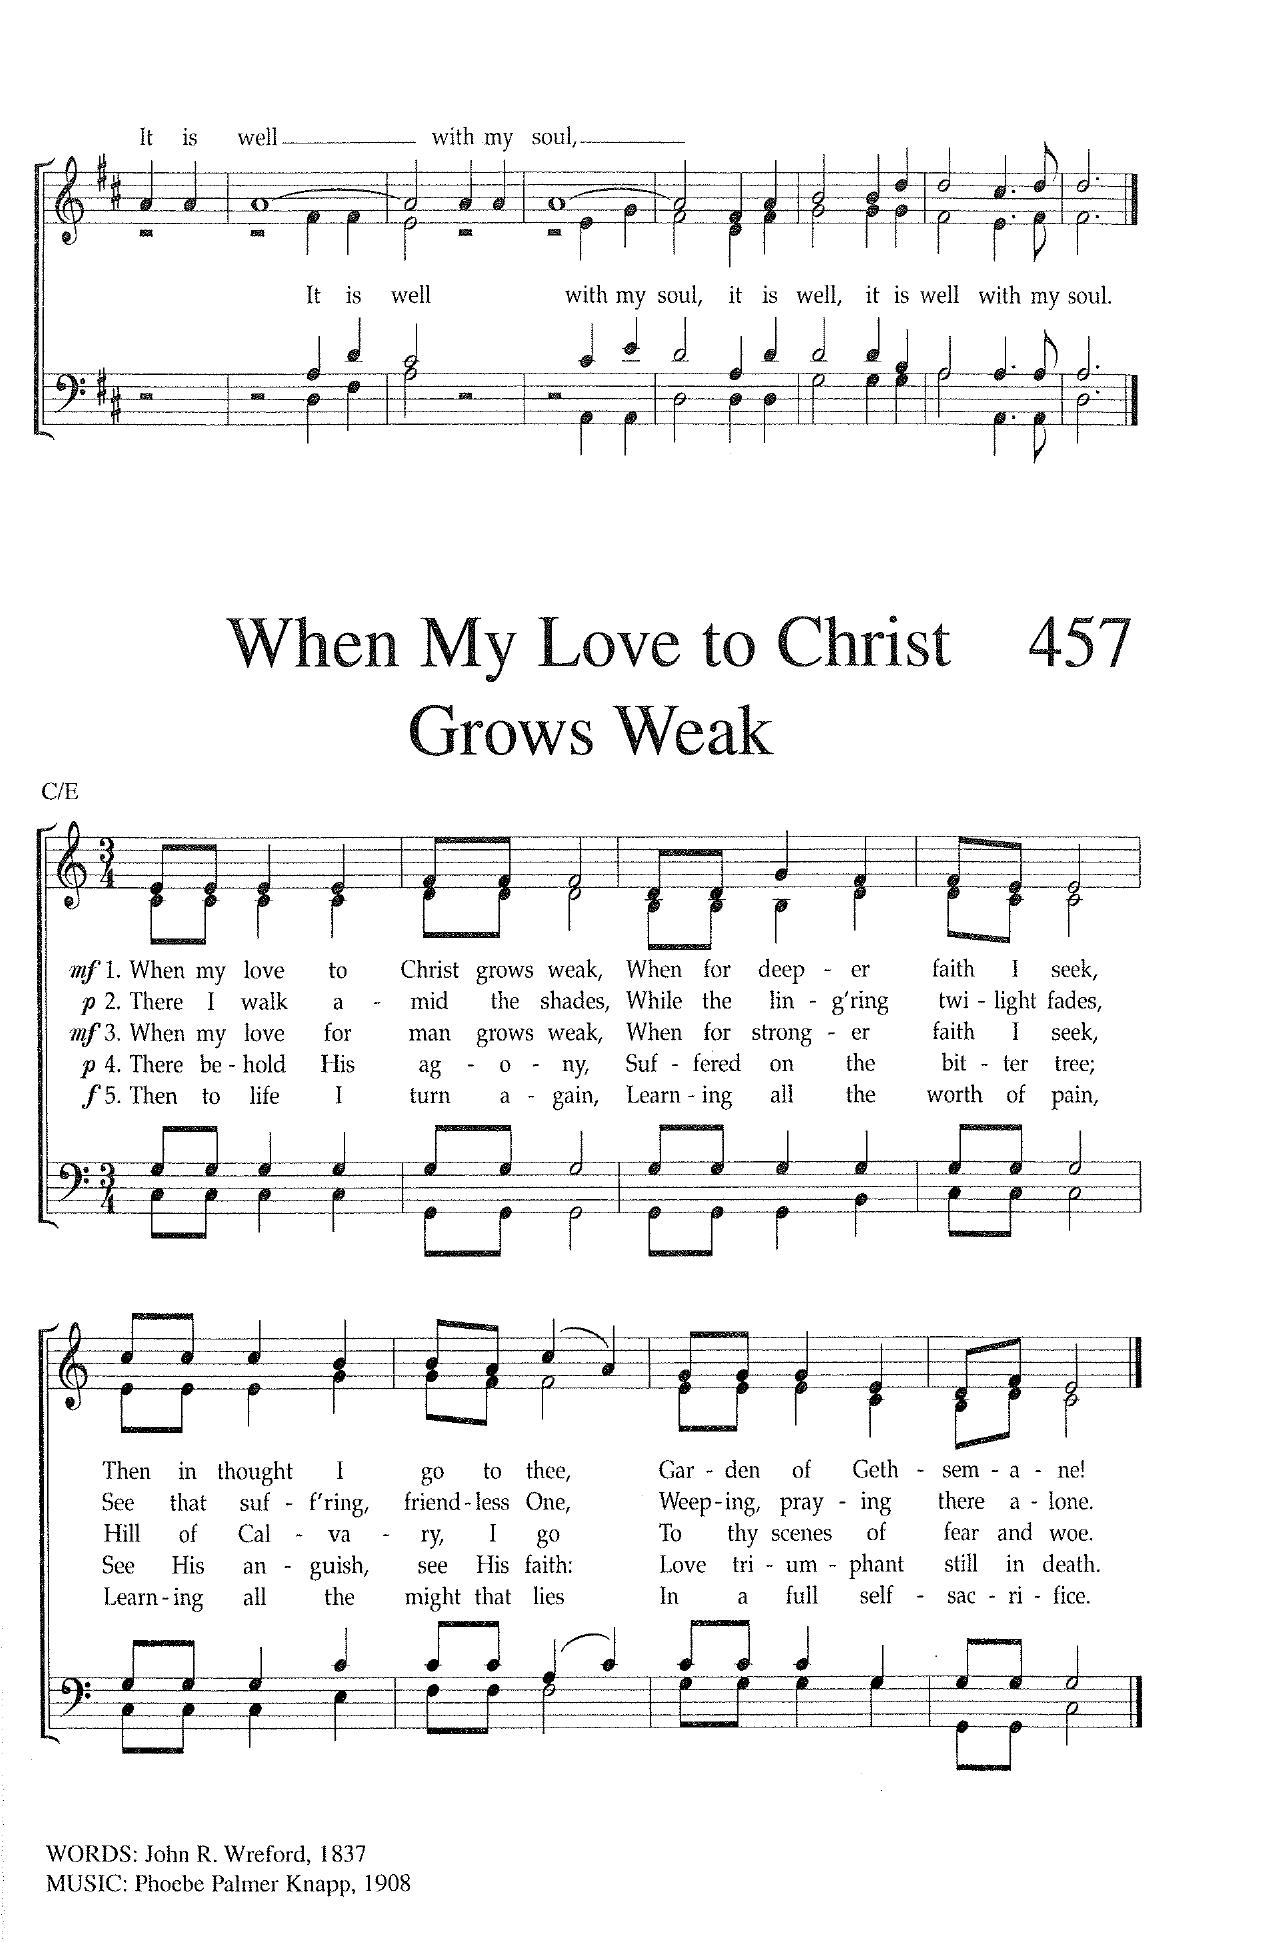 It is well with my soul,
It is well with my soul, it is well, it is well with my soul.
When My Love to Christ 457
Grows Weak
C/E
mf 1. When my love to Christ grows weak, When for deep - er faith I seek,
p 2. There I walk a - mid the shades, While the lin - g'ring twi - light fades,
mf 3. When my love for man grows weak, When for strong - er faith I seek,
p 4. There be - hold His ag - o - ny, Suf - fered on the bit - ter tree;
f 5. Then to life I turn a - gain, Learn - ing all the worth of pain,
Then in thought I go to thee, Gar - den of Geth - sem - a - ne!
See that suf - f'ring, friend - less One, Weep - ing, pray - ing there a - lone.
Hill of Cal - va - ry, I go To thy scenes of fear and woe.
See His an - guish, see His faith: Love tri - um - phant still in death.
Learn - ing all the might that lies In a full self - sac - ri - fice.
WORDS: John R. Wreford, 1837
MUSIC: Phoebe Palmer Knapp, 1908